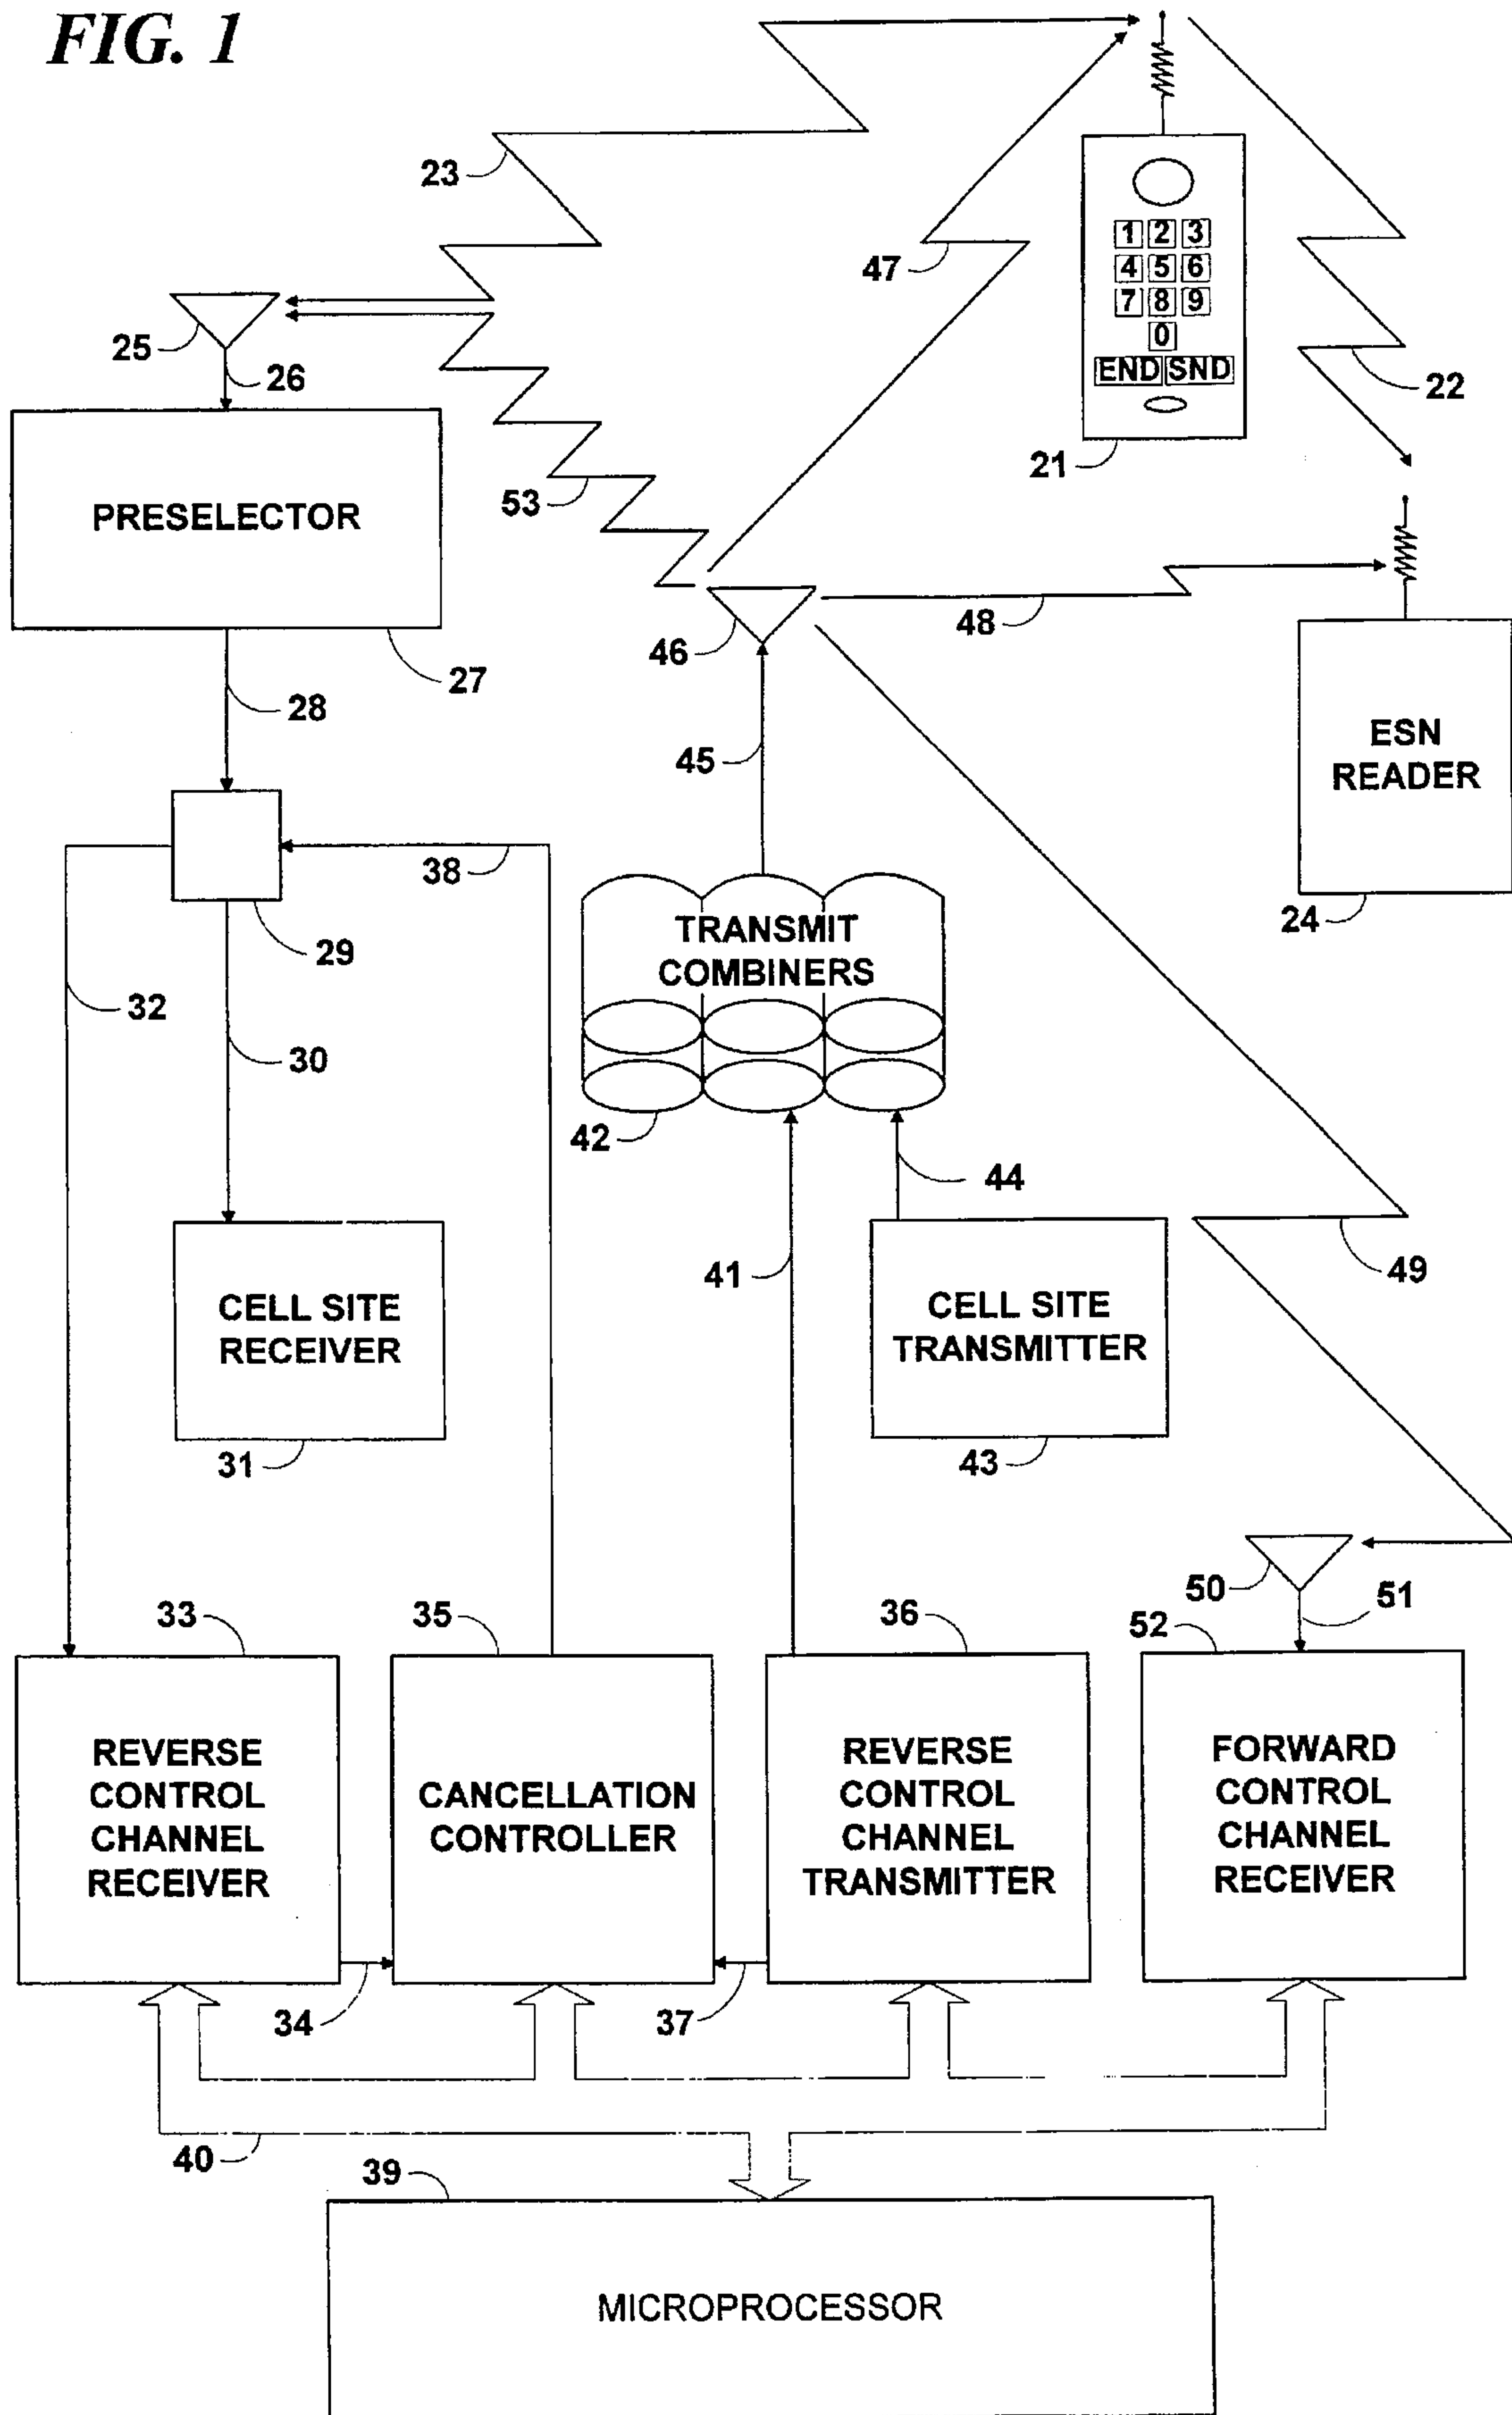 FIG. 1
23
47
1 2 3
4 5 6
7 8 9
0
END SND
25
26
22
21
PRESELECTOR
53
48
46
27
28
45
ESN
READER
38
24
29
TRANSMIT
COMBINERS
32
30
42
44
41
49
CELL SITE
RECEIVER
CELL SITE
TRANSMITTER
31
43
50
51
33
35
36
52
REVERSE
CONTROL
CHANNEL
RECEIVER
CANCELLATION
CONTROLLER
REVERSE
CONTROL
CHANNEL
TRANSMITTER
FORWARD
CONTROL
CHANNEL
RECEIVER
34
37
40
39
MICROPROCESSOR